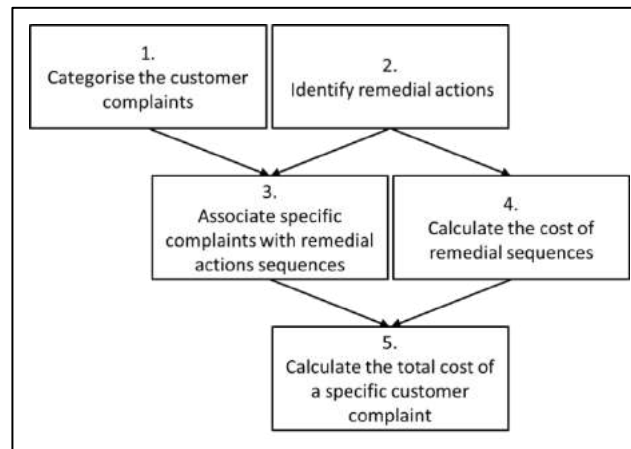 1.
Categorise the customer
complaints
2.
Identify remedial actions
3.
Associate specific
complaints with remedial
actions sequences
4.
Calculate the cost of
remedial sequences
5.
Calculate the total cost of
a specific customer
complaint